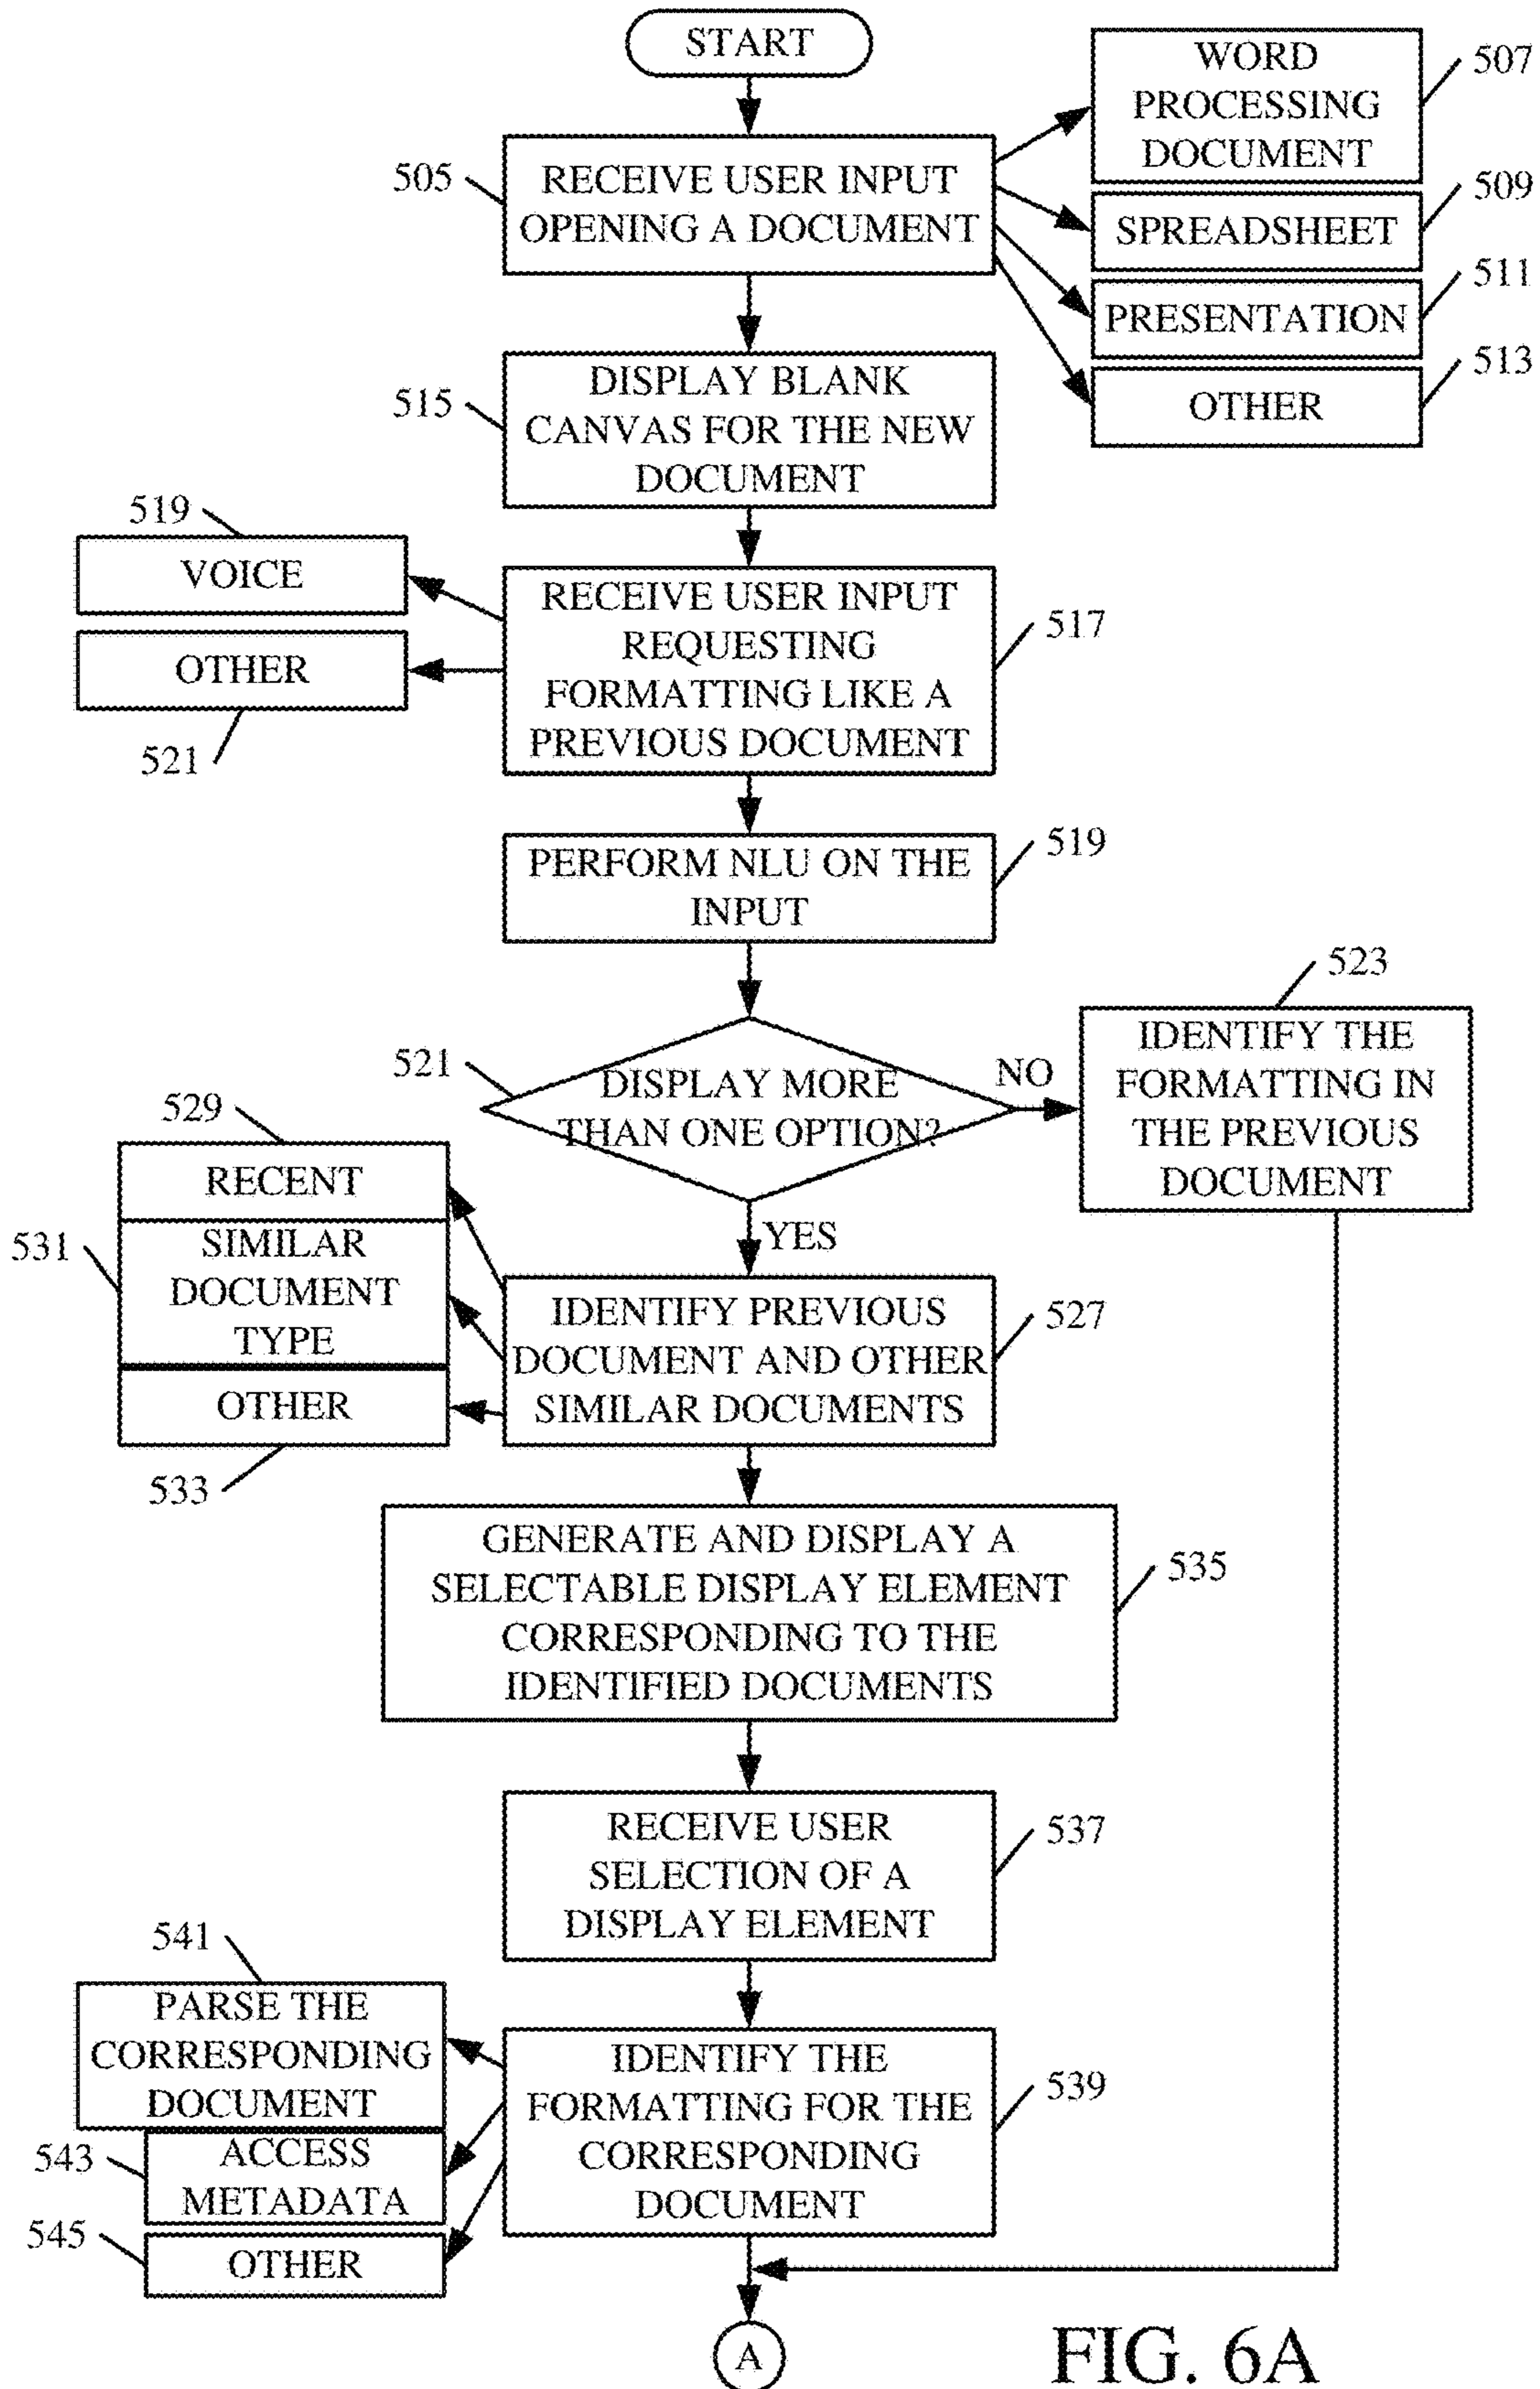 START
WORD
PROCESSING
DOCUMENT
507
505
RECEIVE USER INPUT
OPENING A DOCUMENT
509
SPREADSHEET
511
PRESENTATION
513
OTHER
515
DISPLAY BLANK
CANVAS FOR THE NEW
DOCUMENT
519
VOICE
OTHER
521
RECEIVE USER INPUT
REQUESTING
FORMATTING LIKE A
PREVIOUS DOCUMENT
517
PERFORM NLU ON THE
INPUT
519
521
DISPLAY MORE
THAN ONE OPTION?
NO
523
IDENTIFY THE
FORMATTING IN
THE PREVIOUS
DOCUMENT
YES
529
RECENT
531
SIMILAR
DOCUMENT
TYPE
OTHER
533
IDENTIFY PREVIOUS
DOCUMENT AND OTHER
SIMILAR DOCUMENTS
527
GENERATE AND DISPLAY A
SELECTABLE DISPLAY ELEMENT
CORRESPONDING TO THE
IDENTIFIED DOCUMENTS
535
RECEIVE USER
SELECTION OF A
DISPLAY ELEMENT
537
541
PARSE THE
CORRESPONDING
DOCUMENT
543
ACCESS
METADATA
545
OTHER
IDENTIFY THE
FORMATTING FOR THE
CORRESPONDING
DOCUMENT
539
A
FIG. 6A